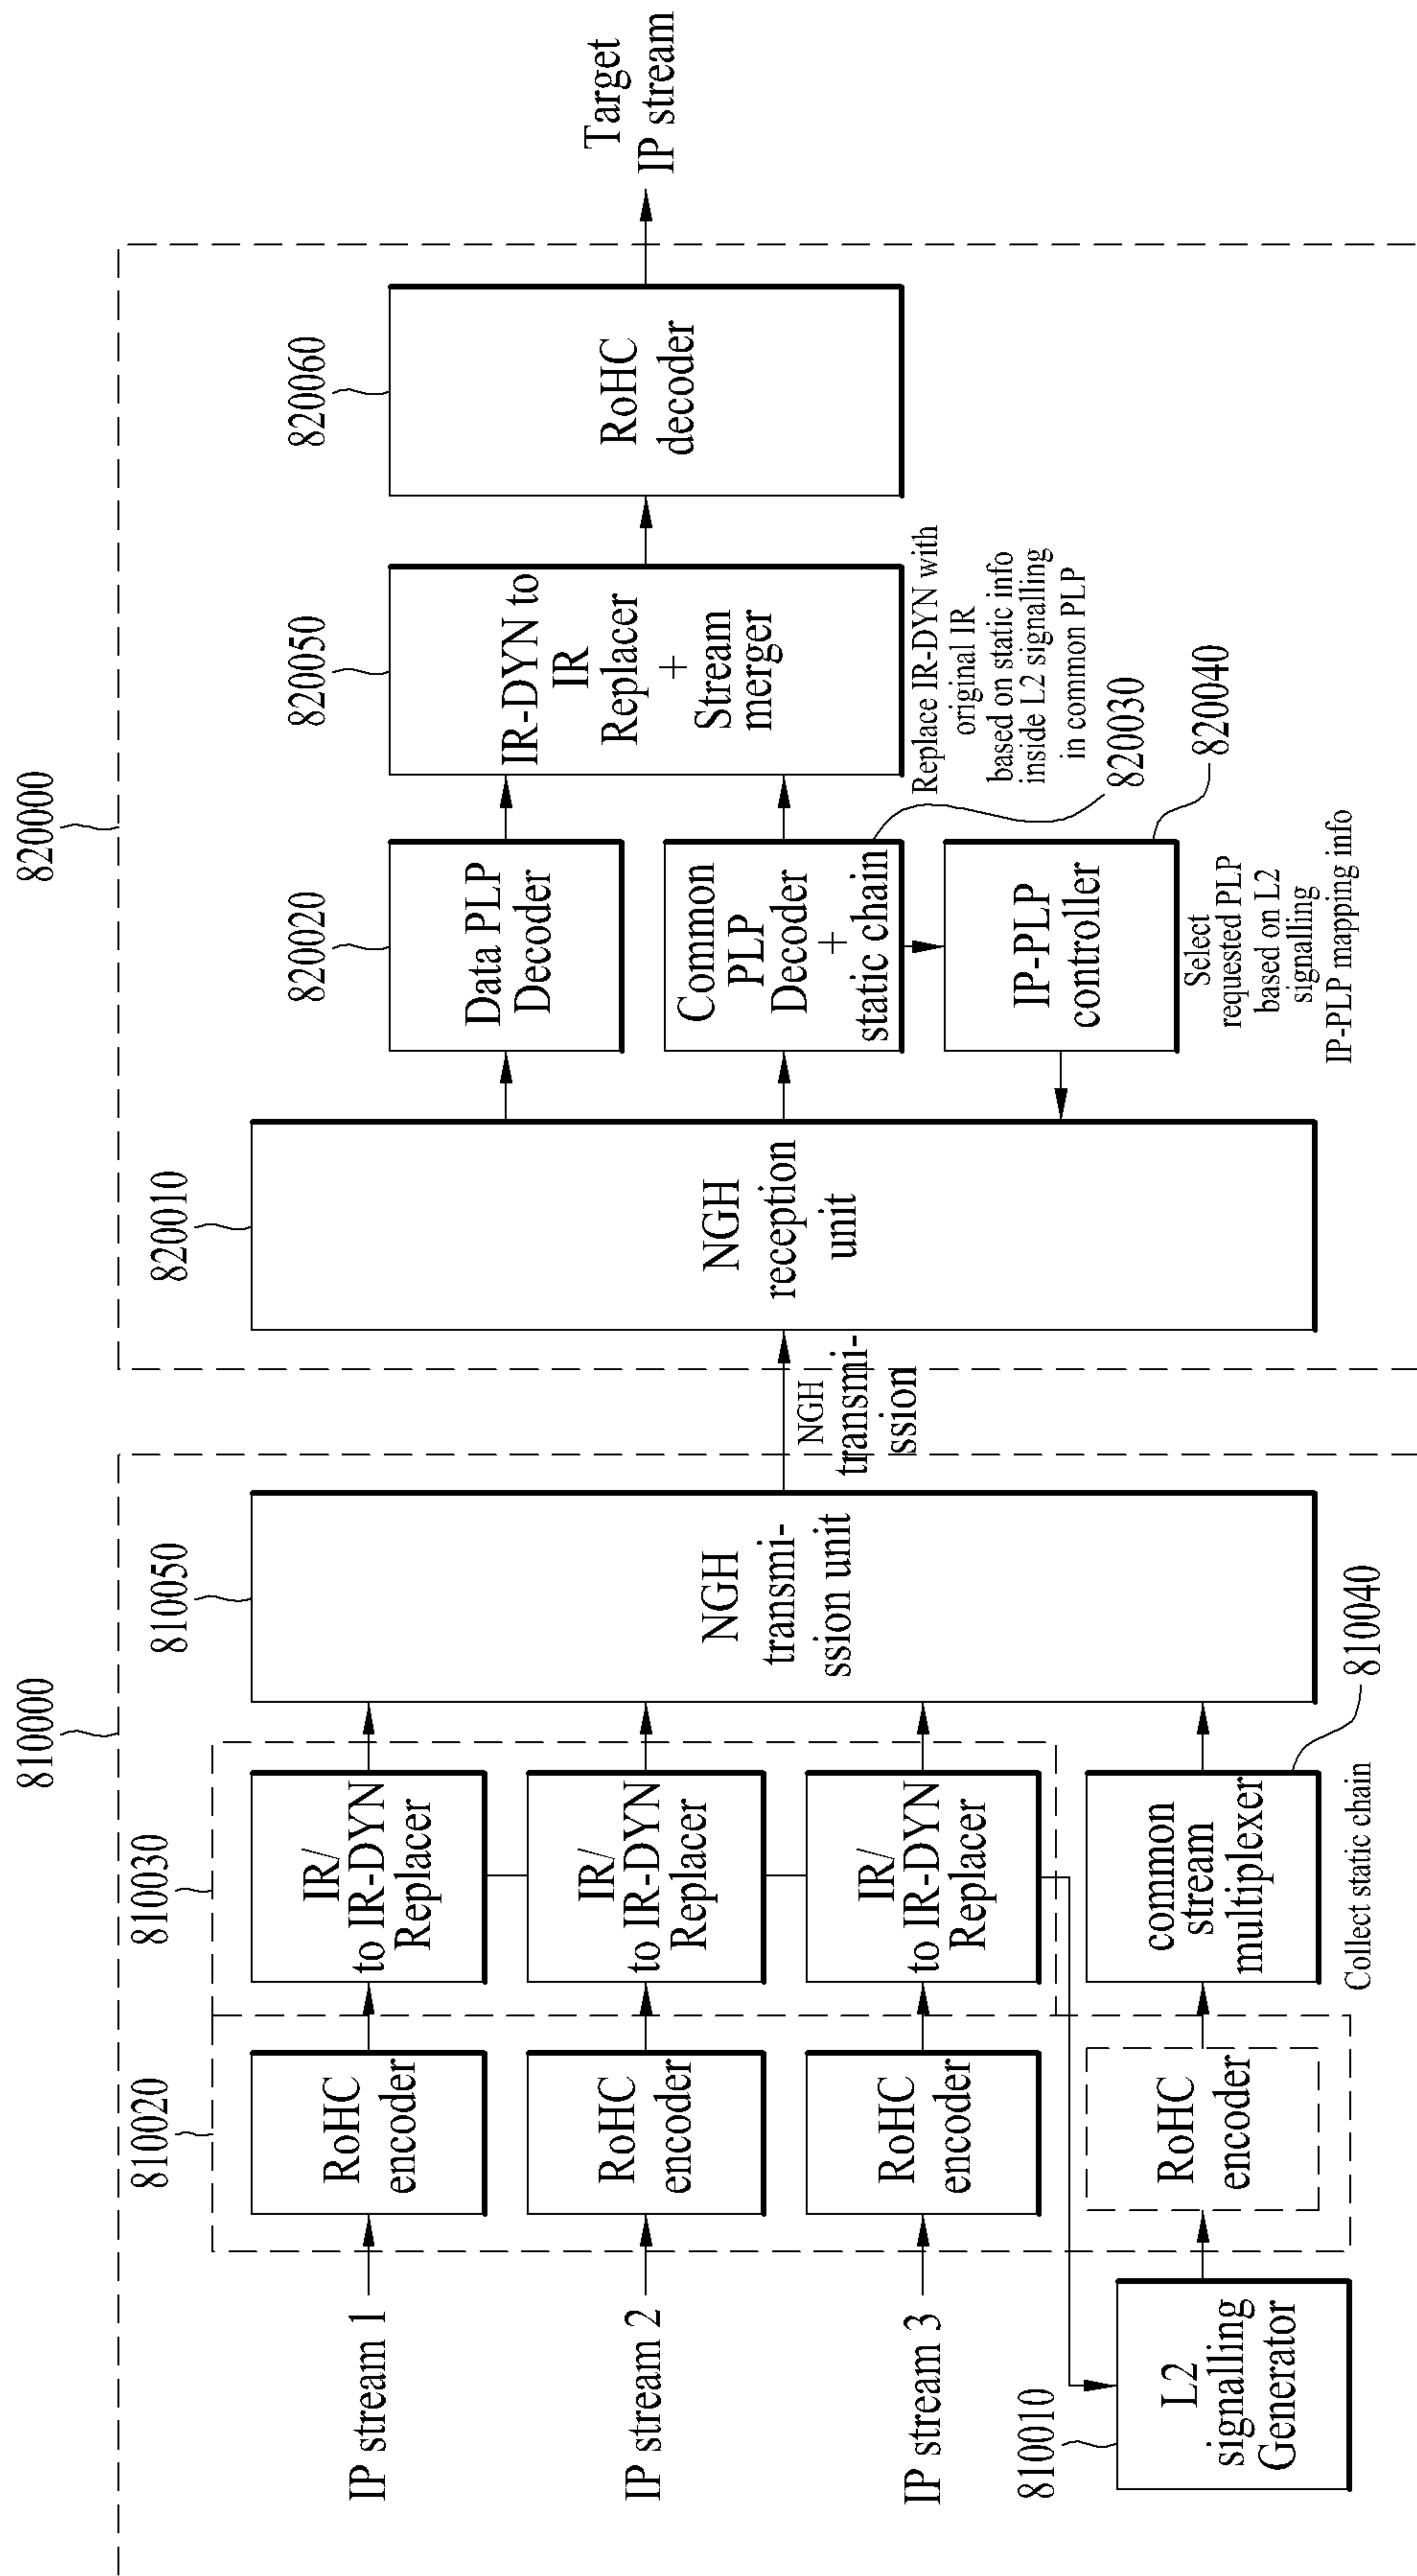 810000
810020
810030
810050
IP stream 1
RoHC
encoder
IR/
to IR-DYN
Replacer
IP stream 2
RoHC
encoder
IR/
to IR-DYN
Replacer
IP stream 3
RoHC
encoder
IR/
to IR-DYN
Replacer
NGH
transmi-
ssion unit
810010
L2
signalling
Generator
RoHC
encoder
common
stream
multiplexer
810040
Collect static chain
NGH
transmi-
ssion
820000
820010
NGH
reception
unit
820020
Data PLP
Decoder
Common
PLP
Decoder
+
static chain
820030
IP-PLP
controller
820040
Select
requested PLP
based on L2
signalling
IP-PLP mapping info
820050
IR-DYN to
IR
Replacer
+
Stream
merger
Replace IR-DYN with
original IR
based on static info
inside L2 signalling
in common PLP
820060
RoHC
decoder
Target
IP stream